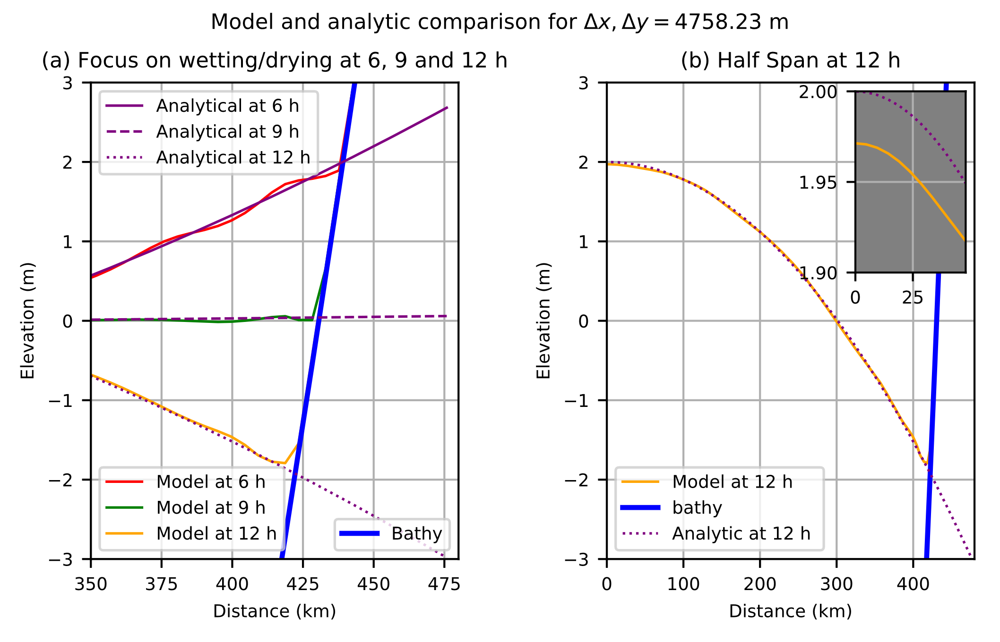 Model and analytic comparison for Δx, Δy = 4758.23 m
(a) Focus on wetting/drying at 6, 9 and 12 h
3
2
1
0
−1
−2
−3
Elevation (m)
Analytical at 6 h
Analytical at 9 h
Analytical at 12 h
Model at 6 h
Model at 9 h
Model at 12 h
Bathy
350 375 400 425 450 475
Distance (km)
(b) Half Span at 12 h
3
2
1
0
−1
−2
−3
Elevation (m)
2.00
1.95
1.90
0 25
Model at 12 h
bathy
Analytic at 12 h
0 100 200 300 400
Distance (km)